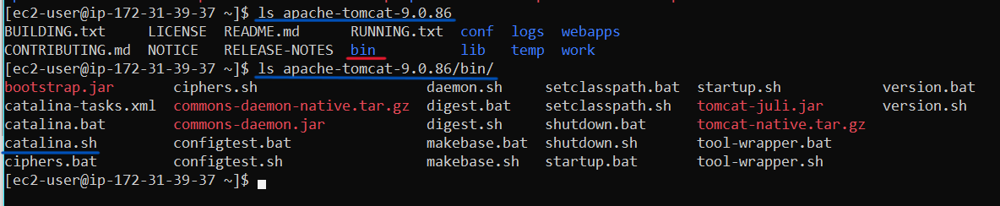 [ec2-user@ip-172-31-39-37 ~]$ ls apache-tomcat-9.0.86
BUILDING.txt     LICENSE  README.md      RUNNING.txt  conf  logs  webapps
CONTRIBUTING.md  NOTICE   RELEASE-NOTES  bin          lib   temp  work
[ec2-user@ip-172-31-39-37 ~]$ ls apache-tomcat-9.0.86/bin/
bootstrap.jar       ciphers.sh                    daemon.sh     setclasspath.bat  startup.sh            version.bat
catalina-tasks.xml  commons-daemon-native.tar.gz  digest.bat    setclasspath.sh   tomcat-juli.jar       version.sh
catalina.bat        commons-daemon.jar            digest.sh     shutdown.bat      tomcat-native.tar.gz
catalina.sh         configtest.bat                makebase.bat  shutdown.sh       tool-wrapper.bat
ciphers.bat         configtest.sh                 makebase.sh   startup.bat       tool-wrapper.sh
[ec2-user@ip-172-31-39-37 ~]$